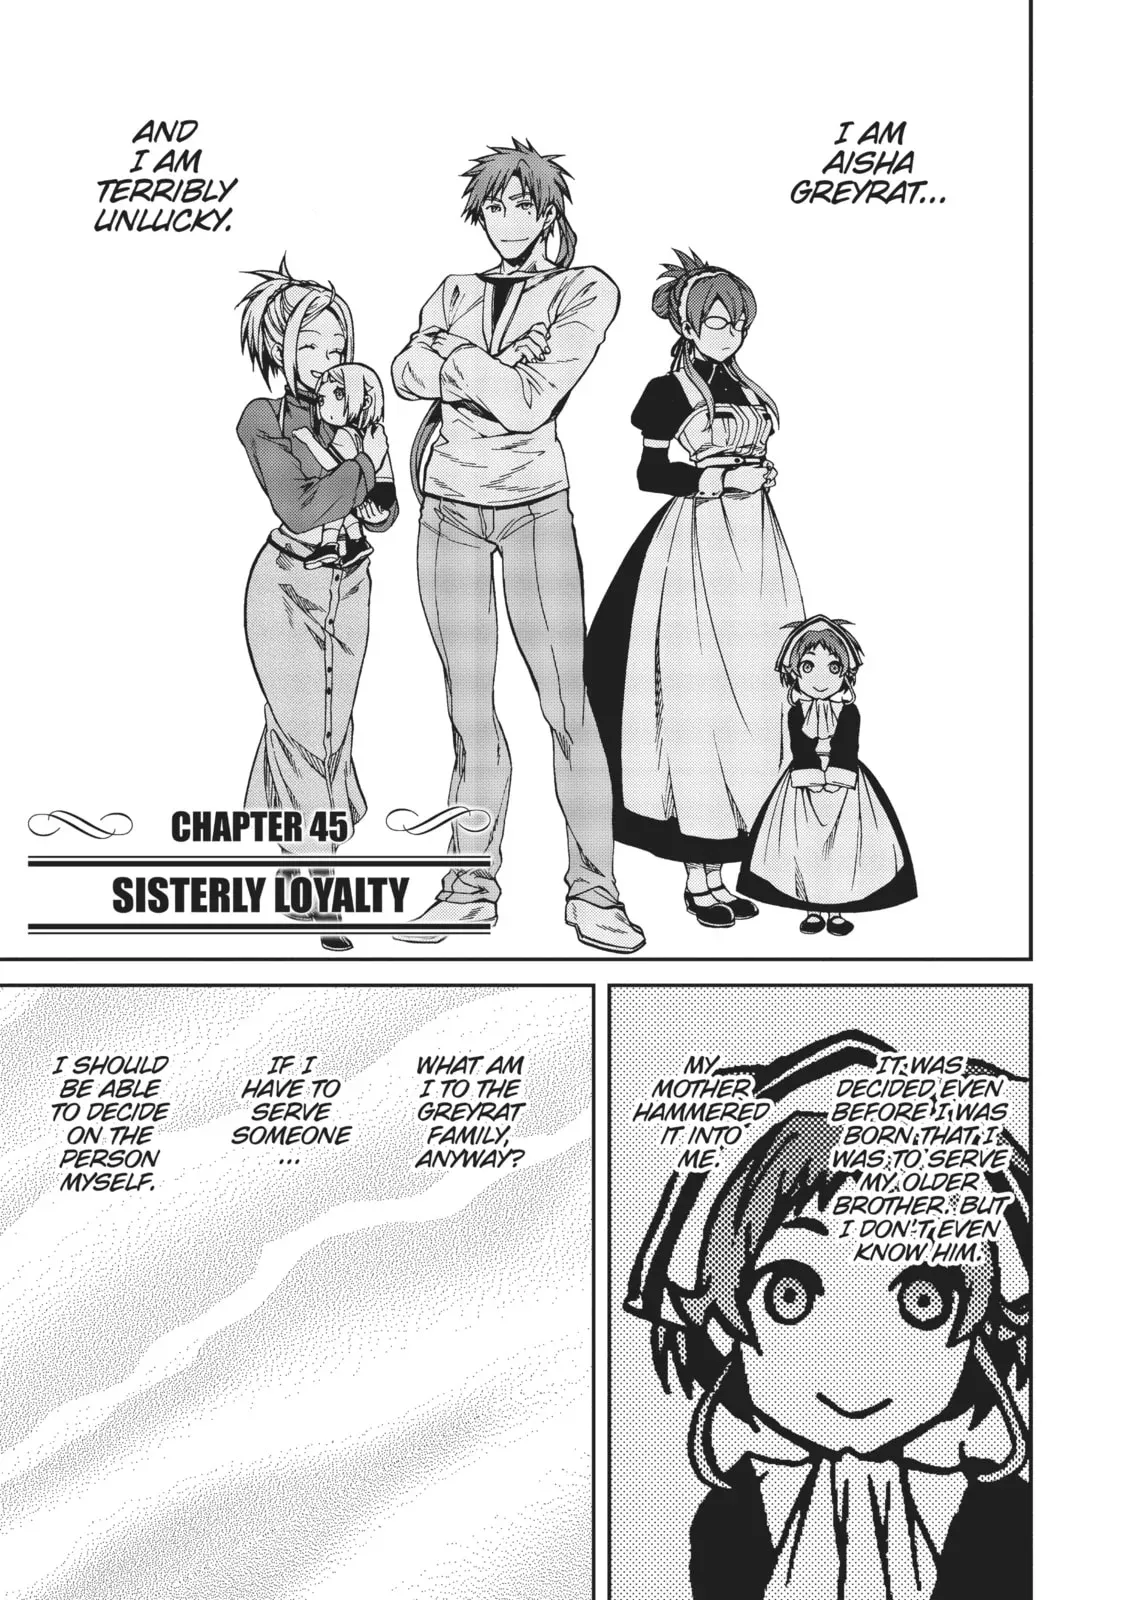 I AM
AISHA
GREYRAT...
AND
I AM
TERRIBLY
UNLUCKY.
CHAPTER 45
SISTERLY LOYALTY
IT WAS
DECIDED EVEN
BEFORE I WAS
BORN THAT I
WAS TO SERVE
MY OLDER
BROTHER. BUT
I DON'T EVEN
KNOW HIM.
MY
MOTHER
HAMMERED
IT INTO
ME.
WHAT AM
I TO THE
GREYRAT
FAMILY,
ANYWAY?
IF I
HAVE TO
SERVE
SOMEONE
...
I SHOULD
BE ABLE
TO DECIDE
ON THE
PERSON
MYSELF.